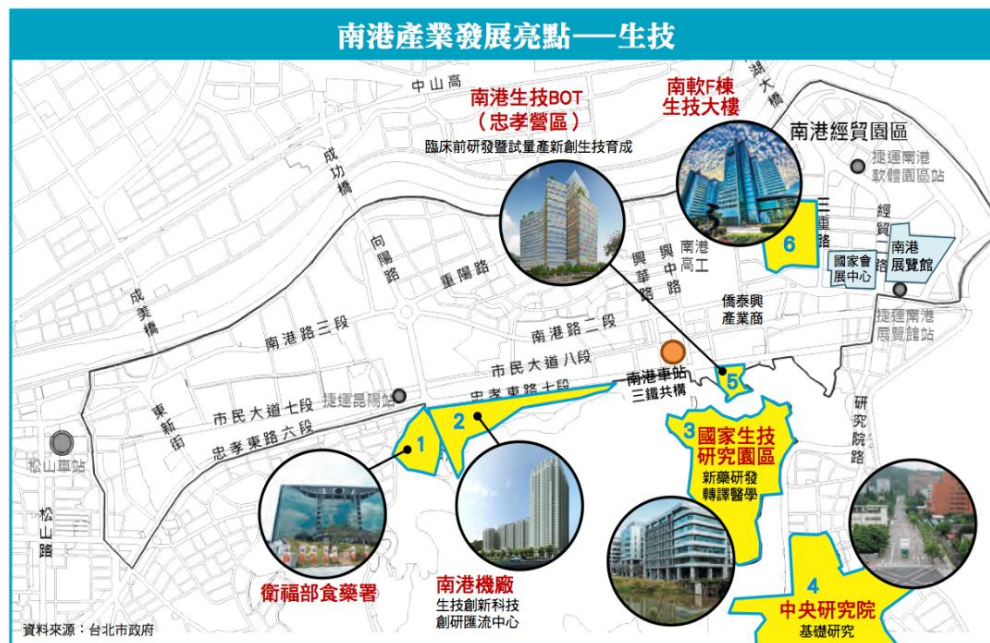 南港產業發展亮點——生技
中山高
湖大橋
南港生技BOT
（忠孝營區）
臨床前研發暨試量產新創生技育成
南軟F棟
生技大樓
南港經貿園區
捷運南港
軟體園區站
成功橋
向陽路
重陽路
興華路
興中路
南港
高工
6
三重路
經貿二路
國家會
展中心
南港
展覽館
捷運南港
展覽館站
成美橋
南港路三段
南港路二段
僑泰興
產業商
市民大道八段
南港車站
三鐵共構
5
忠孝東路七段
捷運昆陽站
市民大道七段
東新街
忠孝東路六段
1
2
3
國家生技
研究園區
新藥研發
轉譯醫學
研究院路
松山車站
松山路
衛福部食藥署
南港機廠
生技創新科技
創研匯流中心
4
中央研究院
基礎研究
資料來源：台北市政府